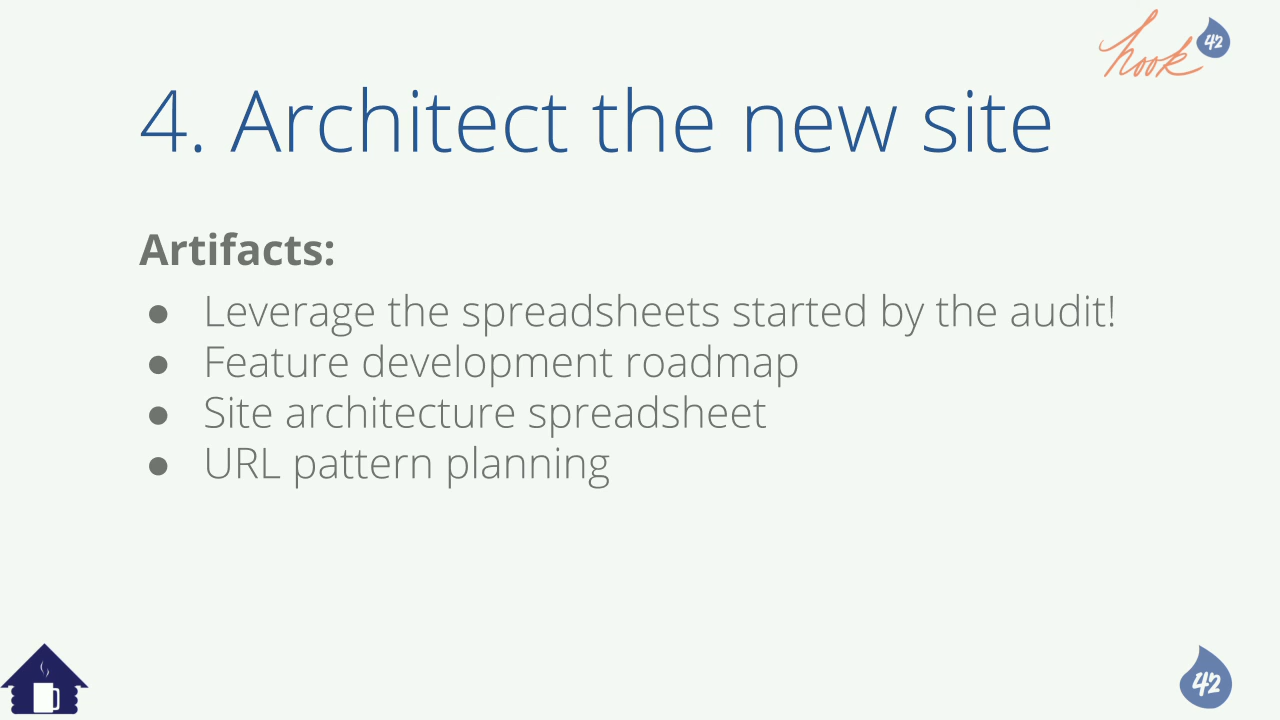 hook 42
4. Architect the new site
Artifacts:
● Leverage the spreadsheets started by the audit!
● Feature development roadmap
● Site architecture spreadsheet
● URL pattern planning
42